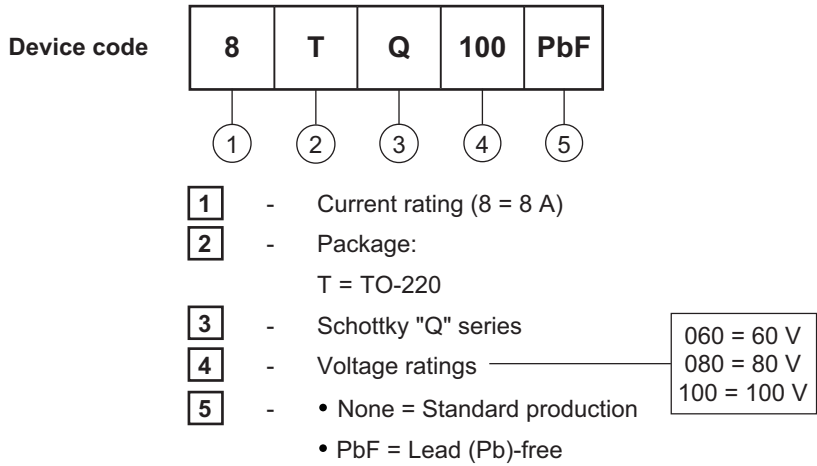 Device code 8 T Q 100 PbF
1 2 3 4 5
1 - Current rating (8 = 8 A)
2 - Package:
T = TO-220
3 - Schottky "Q" series
4 - Voltage ratings
060 = 60 V
080 = 80 V
100 = 100 V
5 - • None = Standard production
• PbF = Lead (Pb)-free